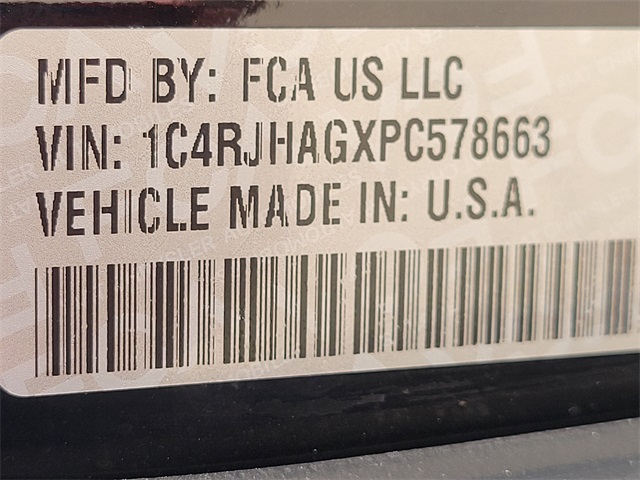 MFD BY: FCA US LLC
VIN: 1C4RJHAGXPC578663
VEHICLE MADE IN: U.S.A.